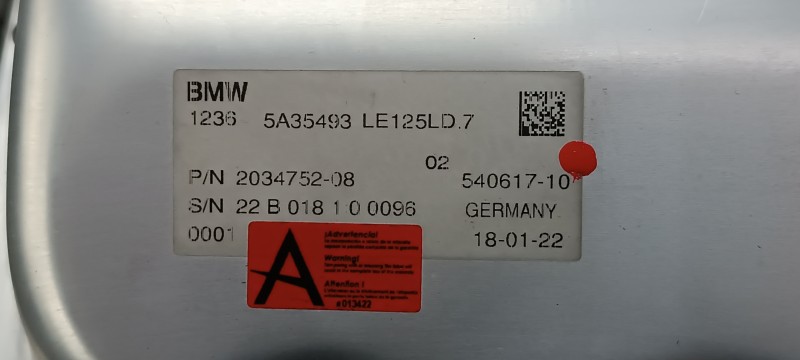 BMW
1236 5A35493 LE125LD.7
02
P/N 2034752-08 540617-10
S/N 22 B 018 1 0 0096 GERMANY
0001 18-01-22
A
¡Advertencia!
Warning!
Attention !
#013422